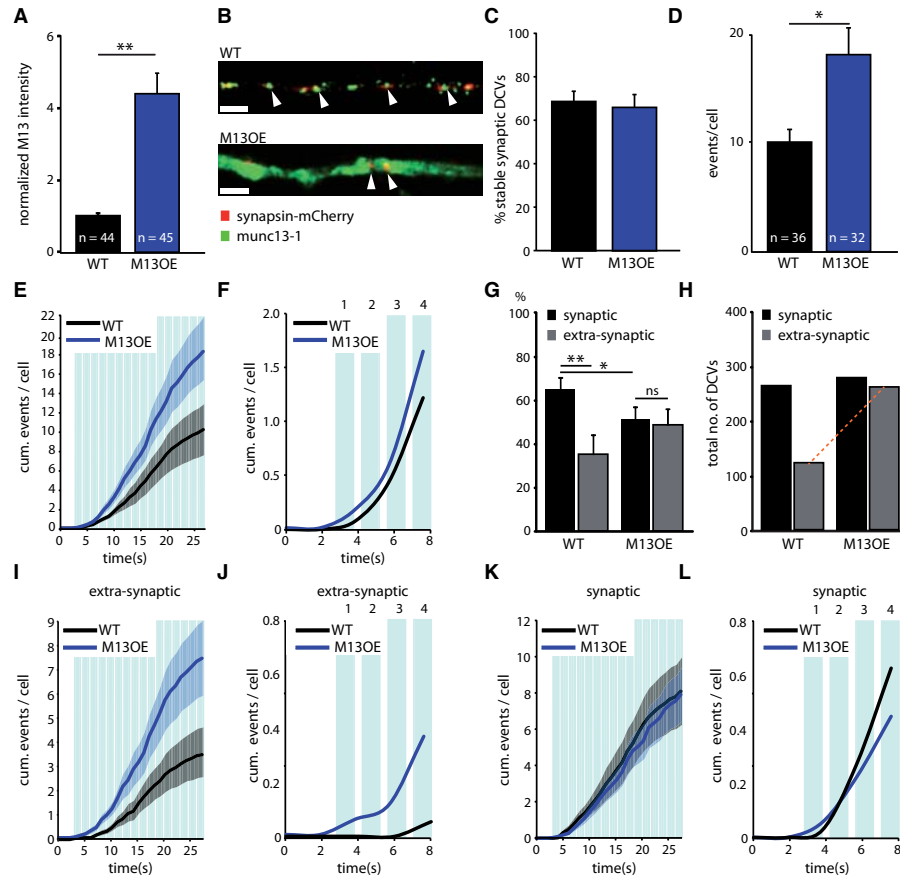 A
normalized M13 intensity
6
4
2
0
**
n = 44
n = 45
WT
M13OE
B
WT
M13OE
synapsin-mCherry
munc13-1
C
% stable synaptic DCVs
100
80
60
40
20
0
WT
M13OE
D
events/cell
20
10
0
*
n = 36
n = 32
WT
M13OE
E
cum. events / cell
22
20
18
16
14
12
10
8
6
4
2
0
WT
M13OE
0 5 10 15 20 25
time(s)
F
cum. events / cell
2.0
1.5
1.0
0.5
0
1 2 3 4
WT
M13OE
0 2 4 6 8
time(s)
G
%
100
80
60
40
20
0
synaptic
extra-synaptic
**
*
ns
WT
M13OE
H
total no. of DCVs
400
300
200
100
0
synaptic
extra-synaptic
WT
M13OE
I
extra-synaptic
cum. events / cell
9
8
7
6
5
4
3
2
1
0
WT
M13OE
0 5 10 15 20 25
time(s)
J
extra-synaptic
cum. events / cell
0.8
0.6
0.4
0.2
0
1 2 3 4
WT
M13OE
0 2 4 6 8
time(s)
K
synaptic
cum. events / cell
12
10
8
6
4
2
0
WT
M13OE
0 5 10 15 20 25
time(s)
L
synaptic
cum. events / cell
0.8
0.6
0.4
0.2
0
1 2 3 4
WT
M13OE
0 2 4 6 8
time(s)